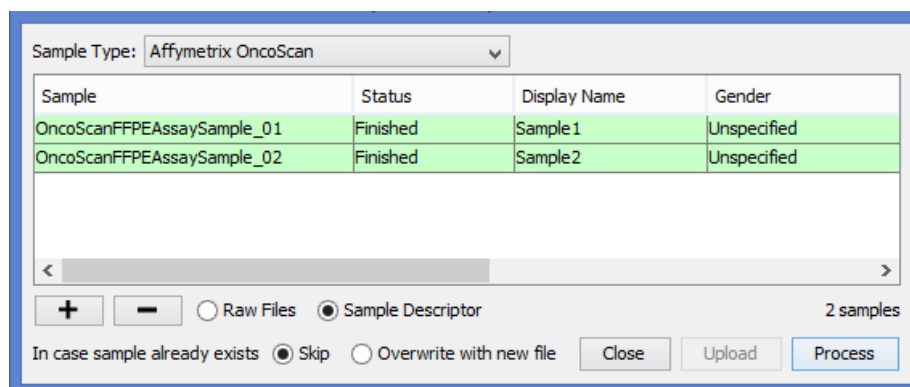 Sample Type: Affymetrix OncoScan
Sample Status Display Name Gender
OncoScanFFPEAssaySample_01 Finished Sample1 Unspecified
OncoScanFFPEAssaySample_02 Finished Sample2 Unspecified
+ − Raw Files Sample Descriptor 2 samples
In case sample already exists Skip Overwrite with new file Close Upload Process